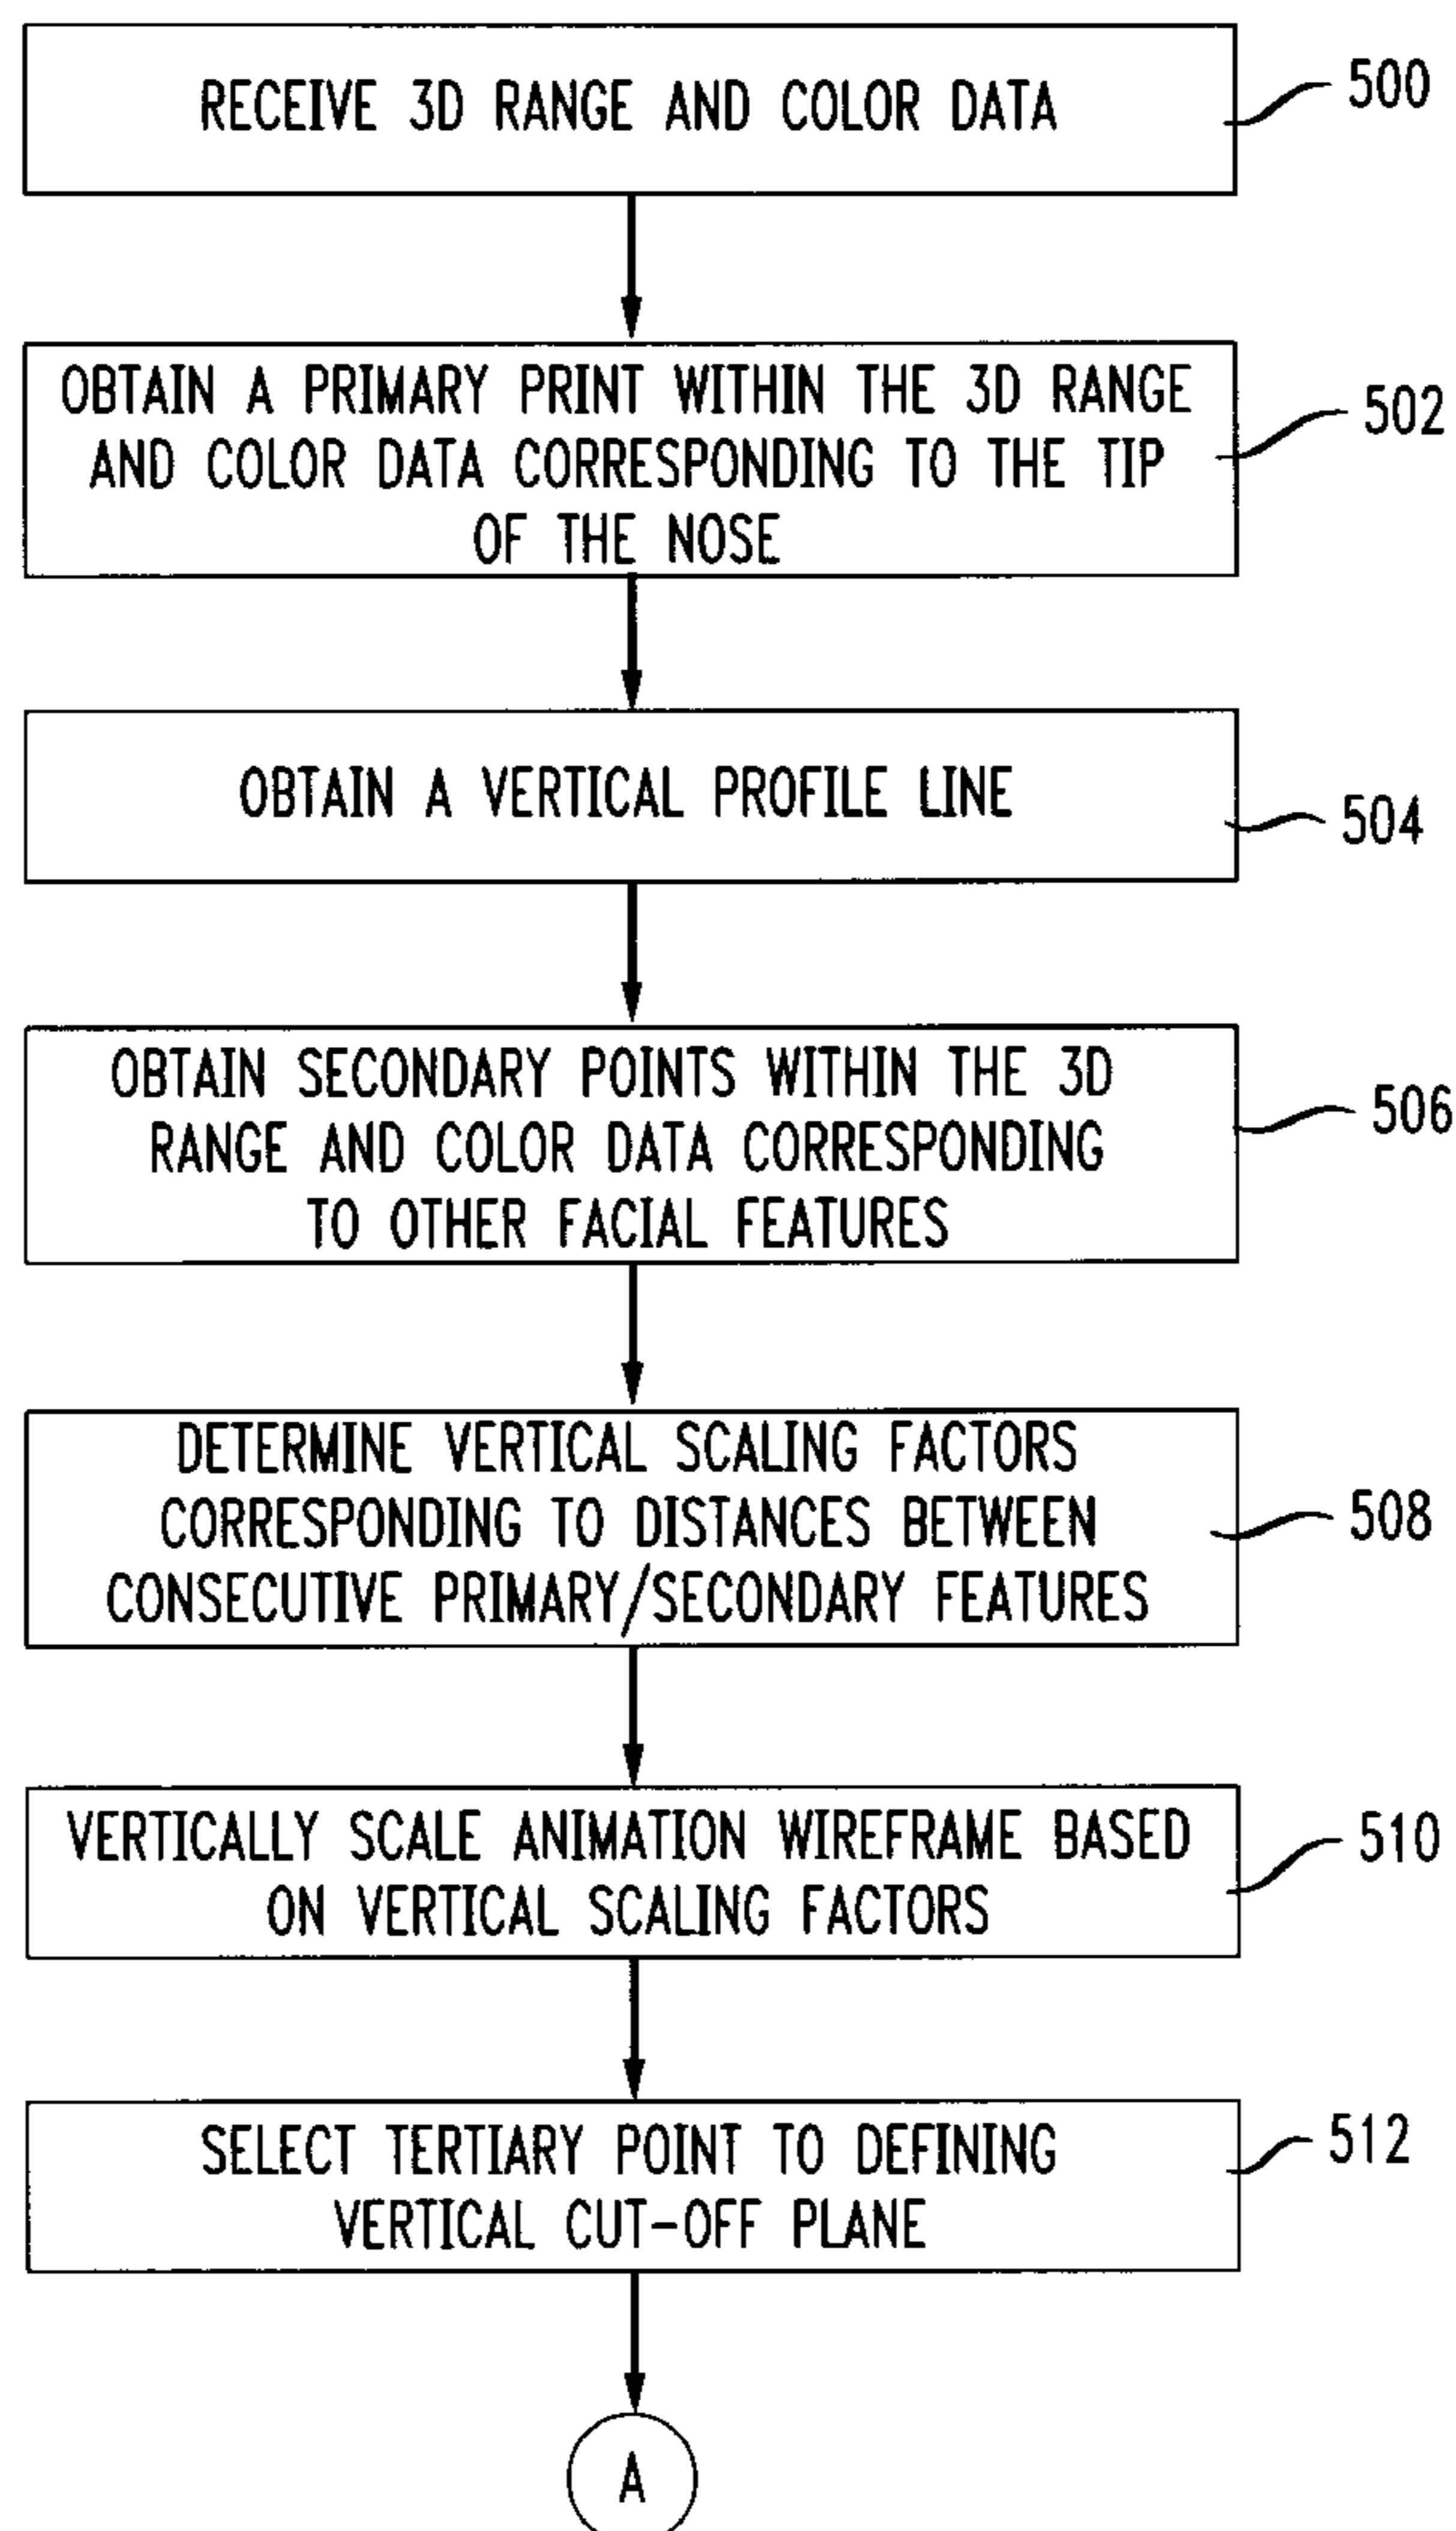 RECEIVE 3D RANGE AND COLOR DATA
500
OBTAIN A PRIMARY PRINT WITHIN THE 3D RANGE
AND COLOR DATA CORRESPONDING TO THE TIP
OF THE NOSE
502
OBTAIN A VERTICAL PROFILE LINE
504
OBTAIN SECONDARY POINTS WITHIN THE 3D
RANGE AND COLOR DATA CORRESPONDING
TO OTHER FACIAL FEATURES
506
DETERMINE VERTICAL SCALING FACTORS
CORRESPONDING TO DISTANCES BETWEEN
CONSECUTIVE PRIMARY/SECONDARY FEATURES
508
VERTICALLY SCALE ANIMATION WIREFRAME BASED
ON VERTICAL SCALING FACTORS
510
SELECT TERTIARY POINT TO DEFINING
VERTICAL CUT-OFF PLANE
512
A